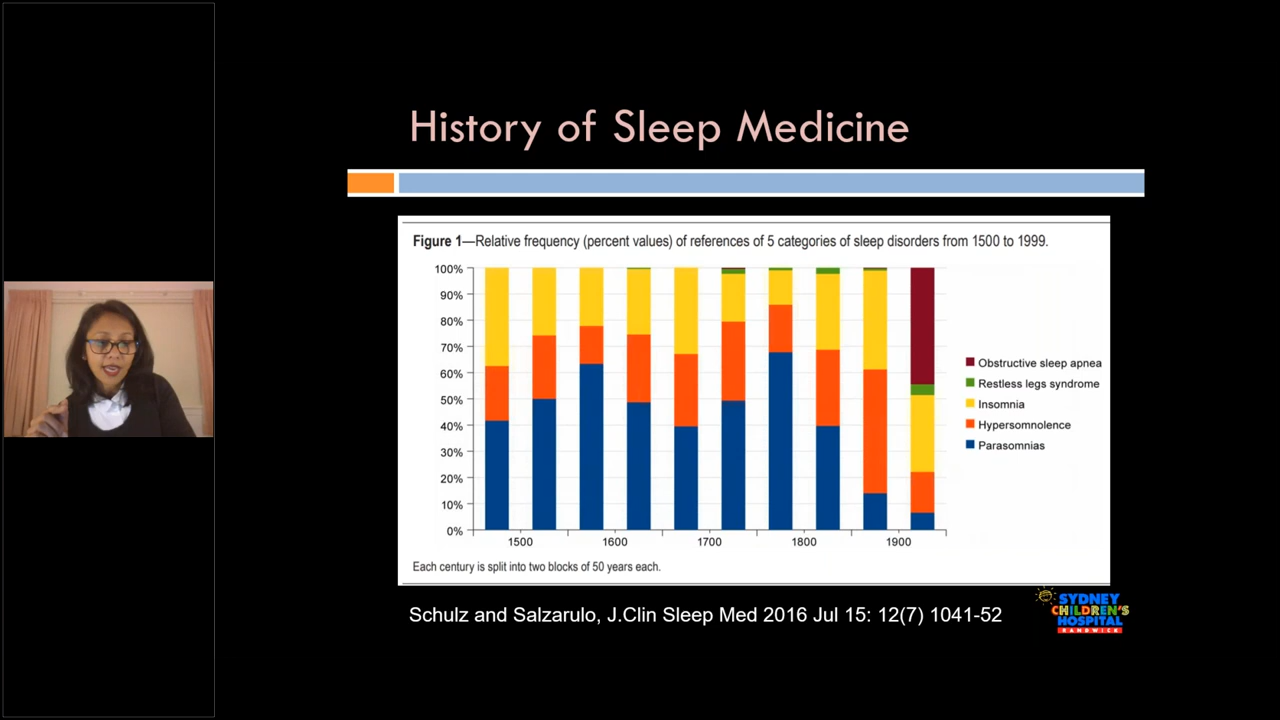 History of Sleep Medicine
Figure 1—Relative frequency (percent values) of references of 5 categories of sleep disorders from 1500 to 1999.
100%
90%
80%
70%
60%
50%
40%
30%
20%
10%
0%
1500
1600
1700
1800
1900
Obstructive sleep apnea
Restless legs syndrome
Insomnia
Hypersomnolence
Parasomnias
Each century is split into two blocks of 50 years each.
Schulz and Salzarulo, J.Clin Sleep Med 2016 Jul 15: 12(7) 1041-52
SYDNEY
CHILDREN'S
HOSPITAL
RANDWICK